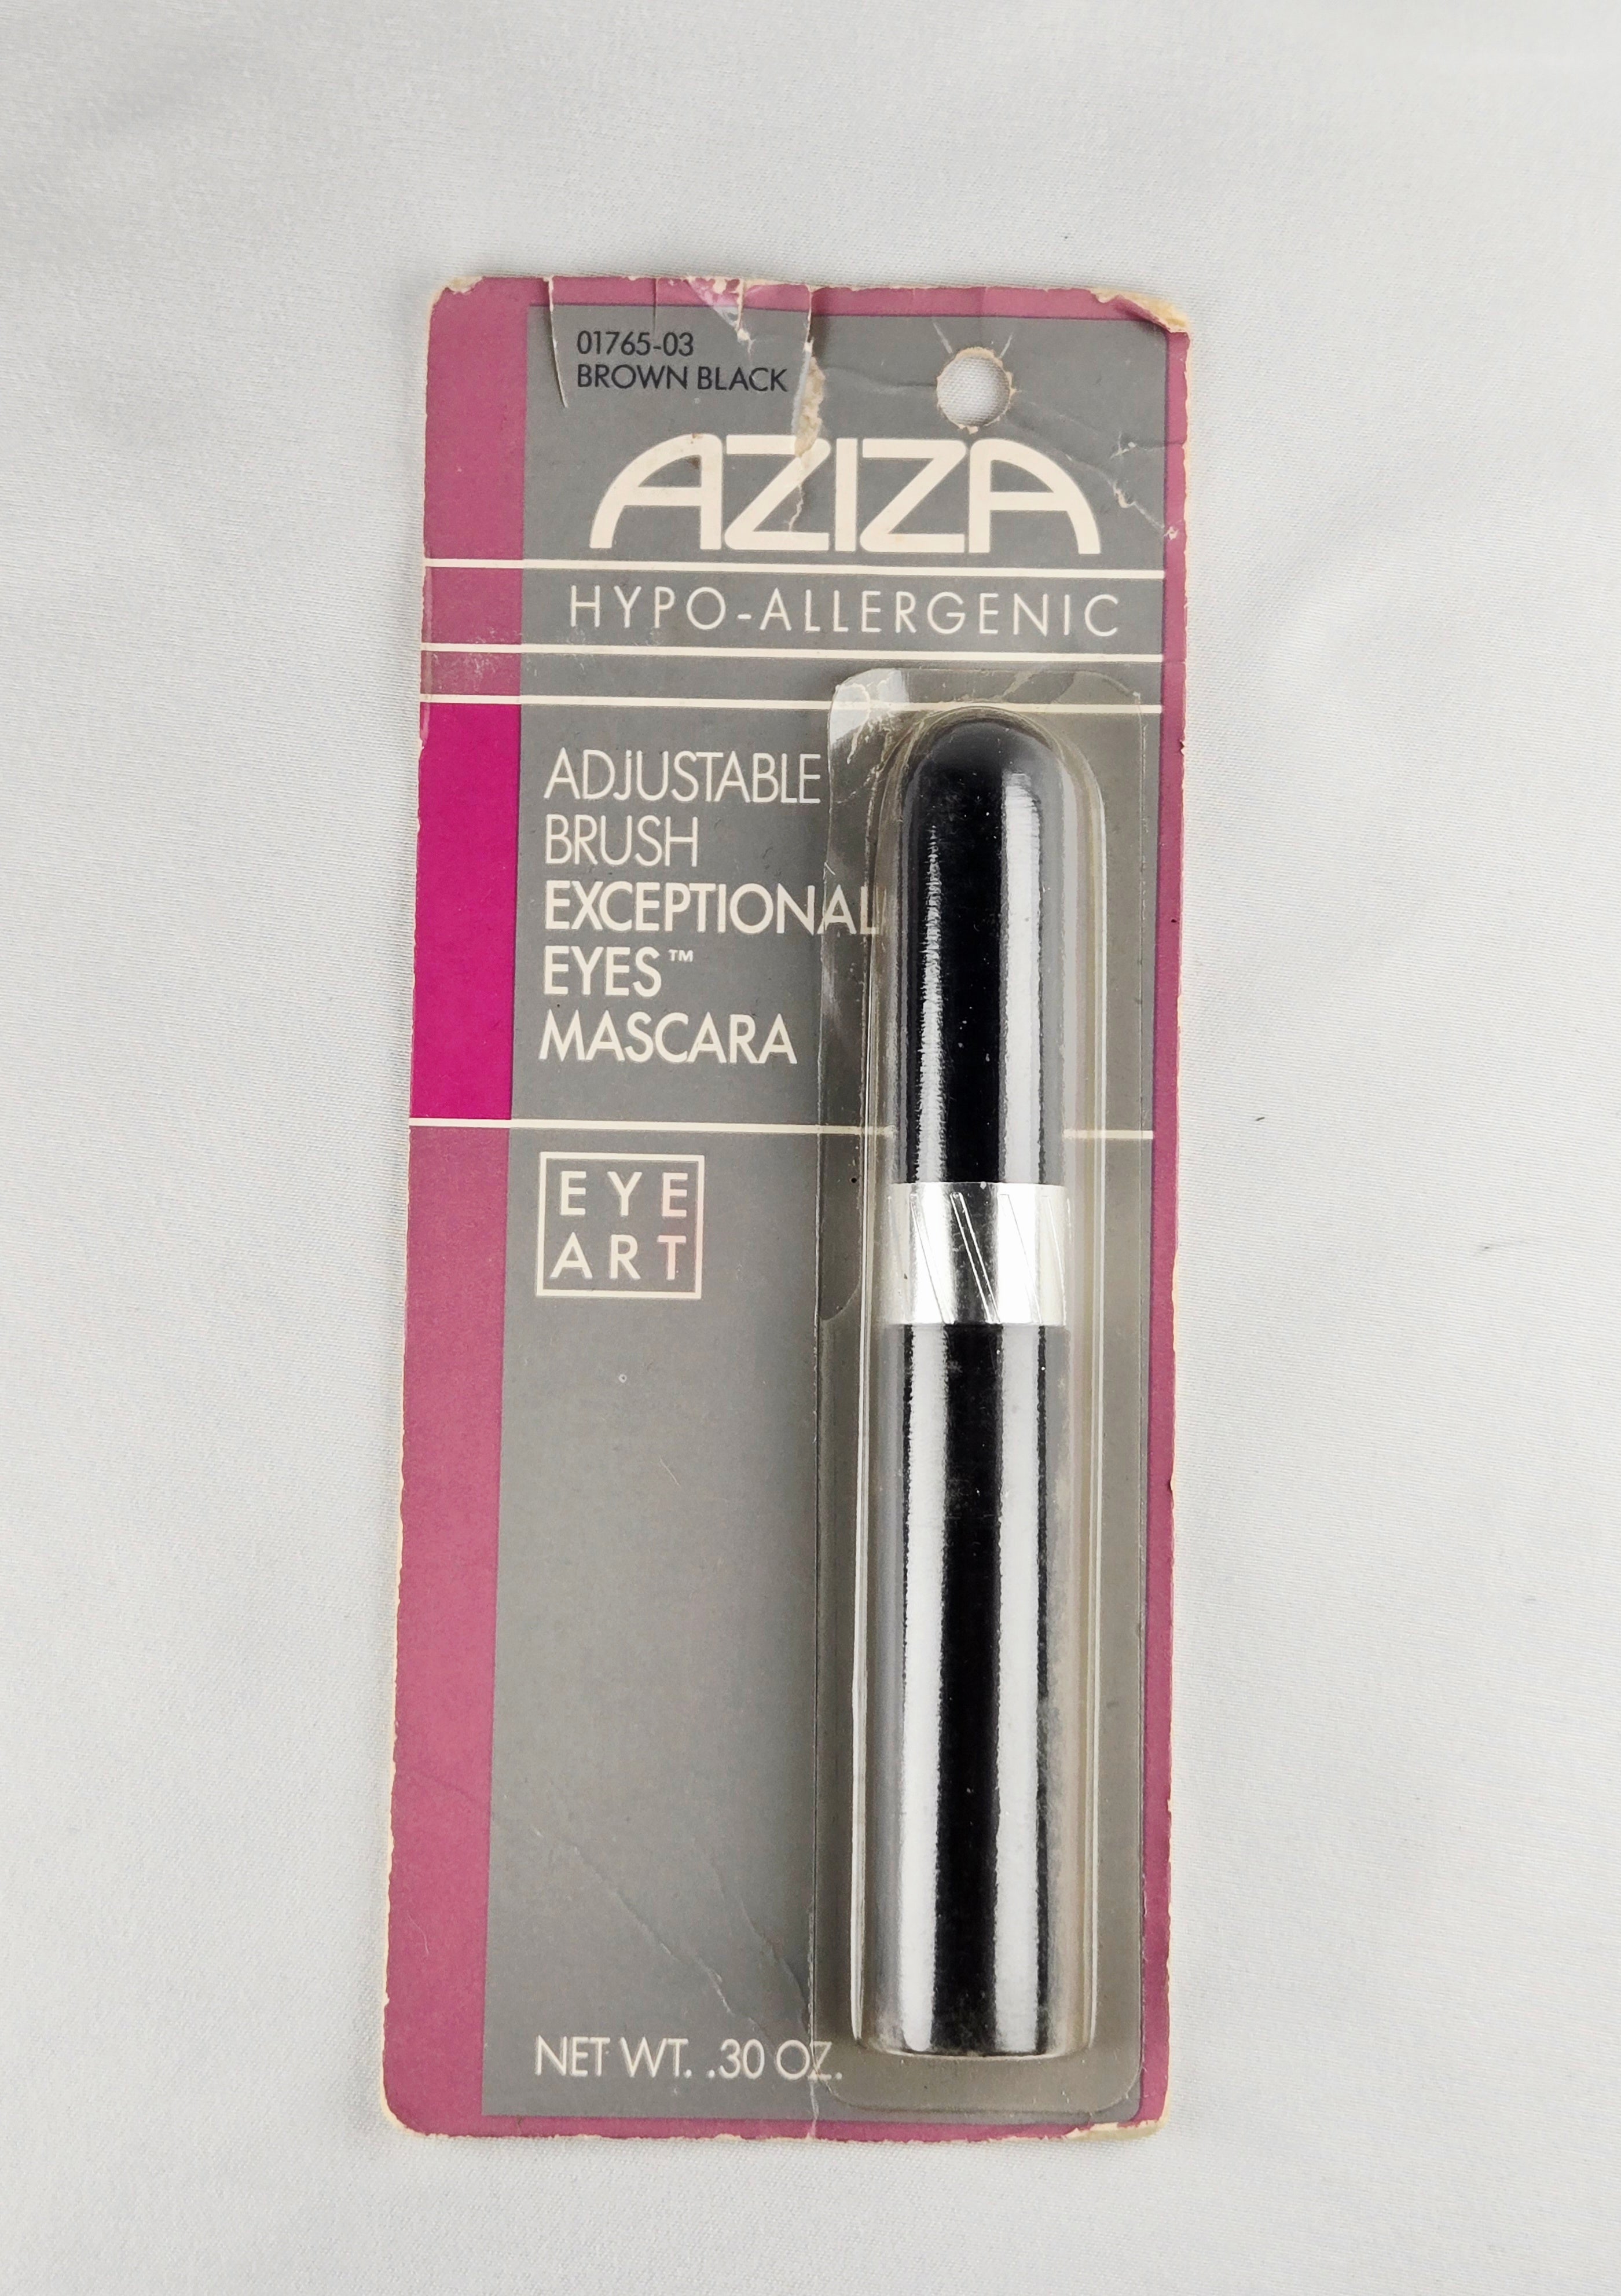 01765-03
BROWN BLACK
AZIZA
HYPO-ALLERGENIC
ADJUSTABLE
BRUSH
EXCEPTIONAL
EYES™
MASCARA
EYE
ART
NET WT. .30 OZ.